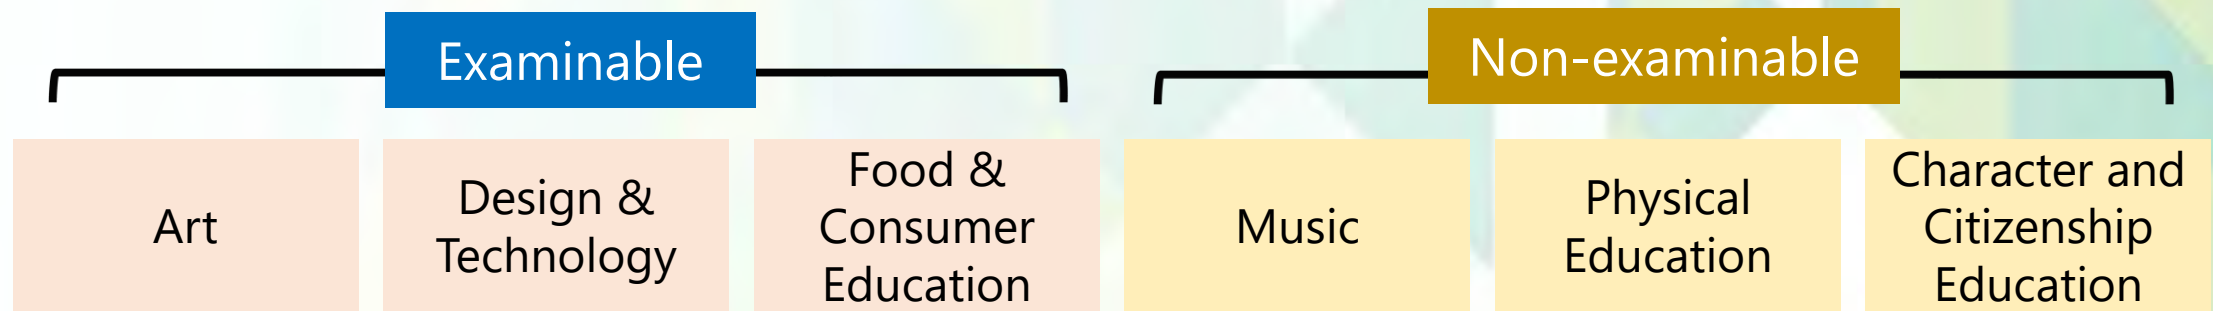 Examinable
Non-examinable
Art
Design &
Technology
Food &
Consumer
Education
Music
Physical
Education
Character and
Citizenship
Education